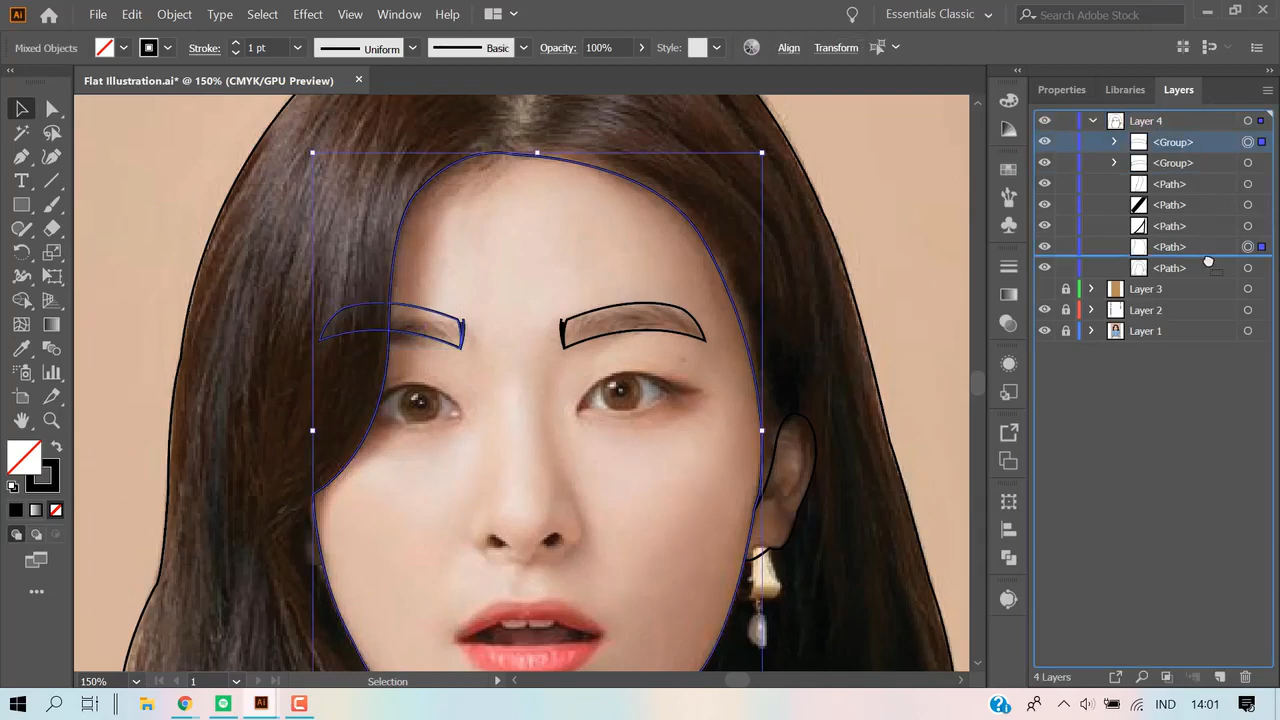 Ai File Edit Object Type Select Effect View Window Help Essentials Classic Search Adobe Stock
Mixed Objects Stroke: 1 pt Uniform Basic Opacity: 100% Style: Align Transform
Flat Illustration.ai* @ 150% (CMYK/GPU Preview)
Properties Libraries Layers
Layer 4
<Group>
<Group>
<Path>
<Path>
<Path>
<Path>
<Path>
Layer 3
Layer 2
Layer 1
150% 1 Selection 4 Layers
Ai IND 14:01 3